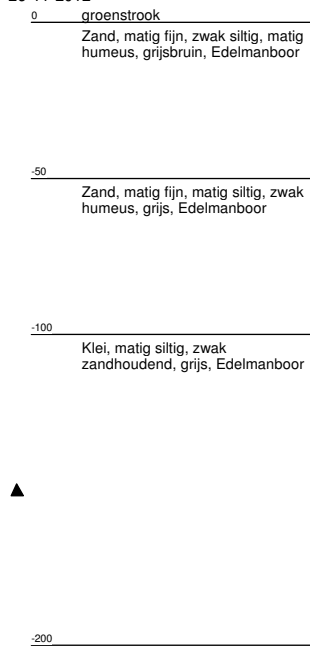 0 groenstrook
Zand, matig fijn, zwak siltig, matig
humeus, grijsbruin, Edelmanboor
-50
Zand, matig fijn, matig siltig, zwak
humeus, grijs, Edelmanboor
-100
Klei, matig siltig, zwak
zandhoudend, grijs, Edelmanboor
-200